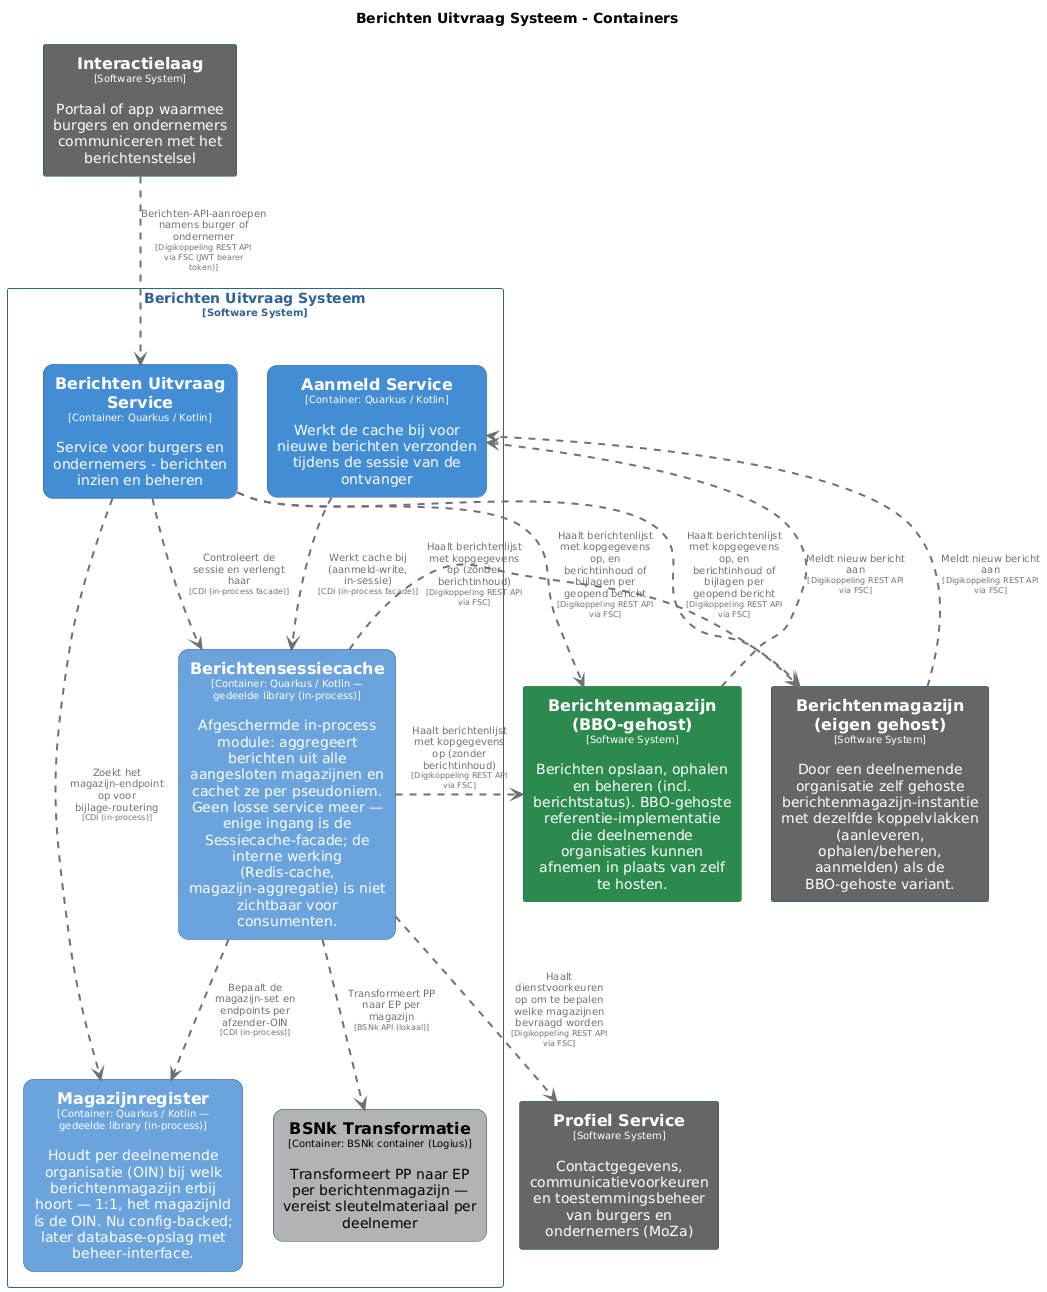 Berichten Uitvraag Systeem - Containers
Interactielaag
[Software System]
Portaal of app waarmee
burgers en ondernemers
communiceren met het
berichtenstelsel
Berichten-API-aanroepen
namens burger of
ondernemer
[Digikoppeling REST API
via FSC (JWT bearer
token)]
Berichten Uitvraag Systeem
[Software System]
Berichten Uitvraag
Service
[Container: Quarkus / Kotlin]
Service voor burgers en
ondernemers - berichten
inzien en beheren
Aanmeld Service
[Container: Quarkus / Kotlin]
Werkt de cache bij voor
nieuwe berichten verzonden
tijdens de sessie van de
ontvanger
Controleert de
sessie en verlengt
haar
[CDI (in-process facade)]
Werkt cache bij
(aanmeld-write,
in-sessie)
[CDI (in-process facade)]
Haalt berichtenlijst
met kopgegevens
op (zonder
berichtinhoud)
[Digikoppeling REST API
via FSC]
Haalt berichtenlijst
met kopgegevens
op, en
berichtinhoud of
bijlagen per
geopend bericht
[Digikoppeling REST API
via FSC]
Haalt berichtenlijst
met kopgegevens
op, en
berichtinhoud of
bijlagen per
geopend bericht
[Digikoppeling REST API
via FSC]
Meldt nieuw bericht
aan
[Digikoppeling REST API
via FSC]
Meldt nieuw bericht
aan
[Digikoppeling REST API
via FSC]
Berichtensessiecache
[Container: Quarkus / Kotlin —
gedeelde library (in-process)]
Afgeschermde in-process
module: aggregeert
berichten uit alle
aangesloten magazijnen en
cachet ze per pseudoniem.
Geen losse service meer —
enige ingang is de
Sessiecache-facade; de
interne werking
(Redis-cache,
magazijn-aggregatie) is niet
zichtbaar voor
consumenten.
Haalt berichtenlijst
met kopgegevens
op (zonder
berichtinhoud)
[Digikoppeling REST API
via FSC]
Berichtenmagazijn
(BBO-gehost)
[Software System]
Berichten opslaan, ophalen
en beheren (incl.
berichtstatus). BBO-gehoste
referentie-implementatie
die deelnemende
organisaties kunnen
afnemen in plaats van zelf
te hosten.
Berichtenmagazijn
(eigen gehost)
[Software System]
Door een deelnemende
organisatie zelf gehoste
berichtenmagazijn-instantie
met dezelfde koppelvlakken
(aanleveren,
ophalen/beheren,
aanmelden) als de
BBO-gehoste variant.
Zoekt het
magazijn-endpoint
op voor
bijlage-routering
[CDI (in-process)]
Bepaalt de
magazijn-set en
endpoints per
afzender-OIN
[CDI (in-process)]
Transformeert PP
naar EP per
magazijn
[BSNk API (lokaal)]
Haalt
dienstvoorkeuren
op om te bepalen
welke magazijnen
bevraagd worden
[Digikoppeling REST API
via FSC]
Magazijnregister
[Container: Quarkus / Kotlin —
gedeelde library (in-process)]
Houdt per deelnemende
organisatie (OIN) bij welk
berichtenmagazijn erbij
hoort — 1:1, het magazijnId
ís de OIN. Nu config-backed;
later database-opslag met
beheer-interface.
BSNk Transformatie
[Container: BSNk container (Logius)]
Transformeert PP naar EP
per berichtenmagazijn —
vereist sleutelmateriaal per
deelnemer
Profiel Service
[Software System]
Contactgegevens,
communicatievoorkeuren
en toestemmingsbeheer
van burgers en
ondernemers (MoZa)